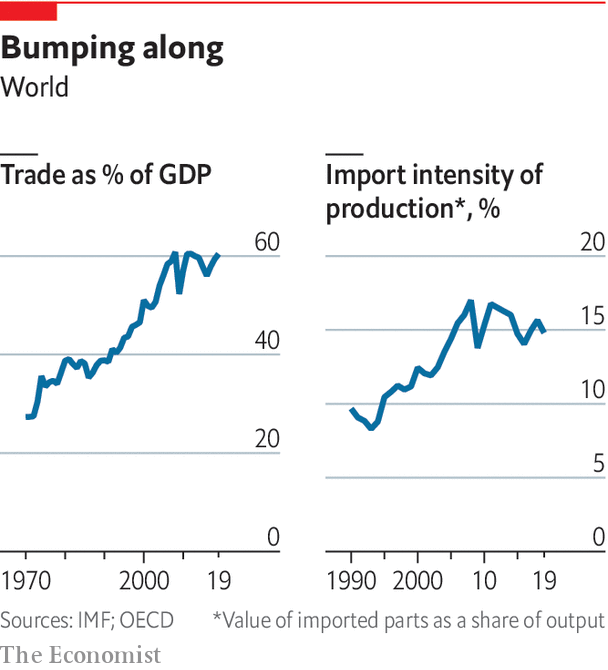 Bumping along
World
Trade as % of GDP
60
40
20
0
1970
2000
19
Import intensity of
production*, %
20
15
10
5
0
1990
2000
10
19
Sources: IMF; OECD
*Value of imported parts as a share of output
The Economist